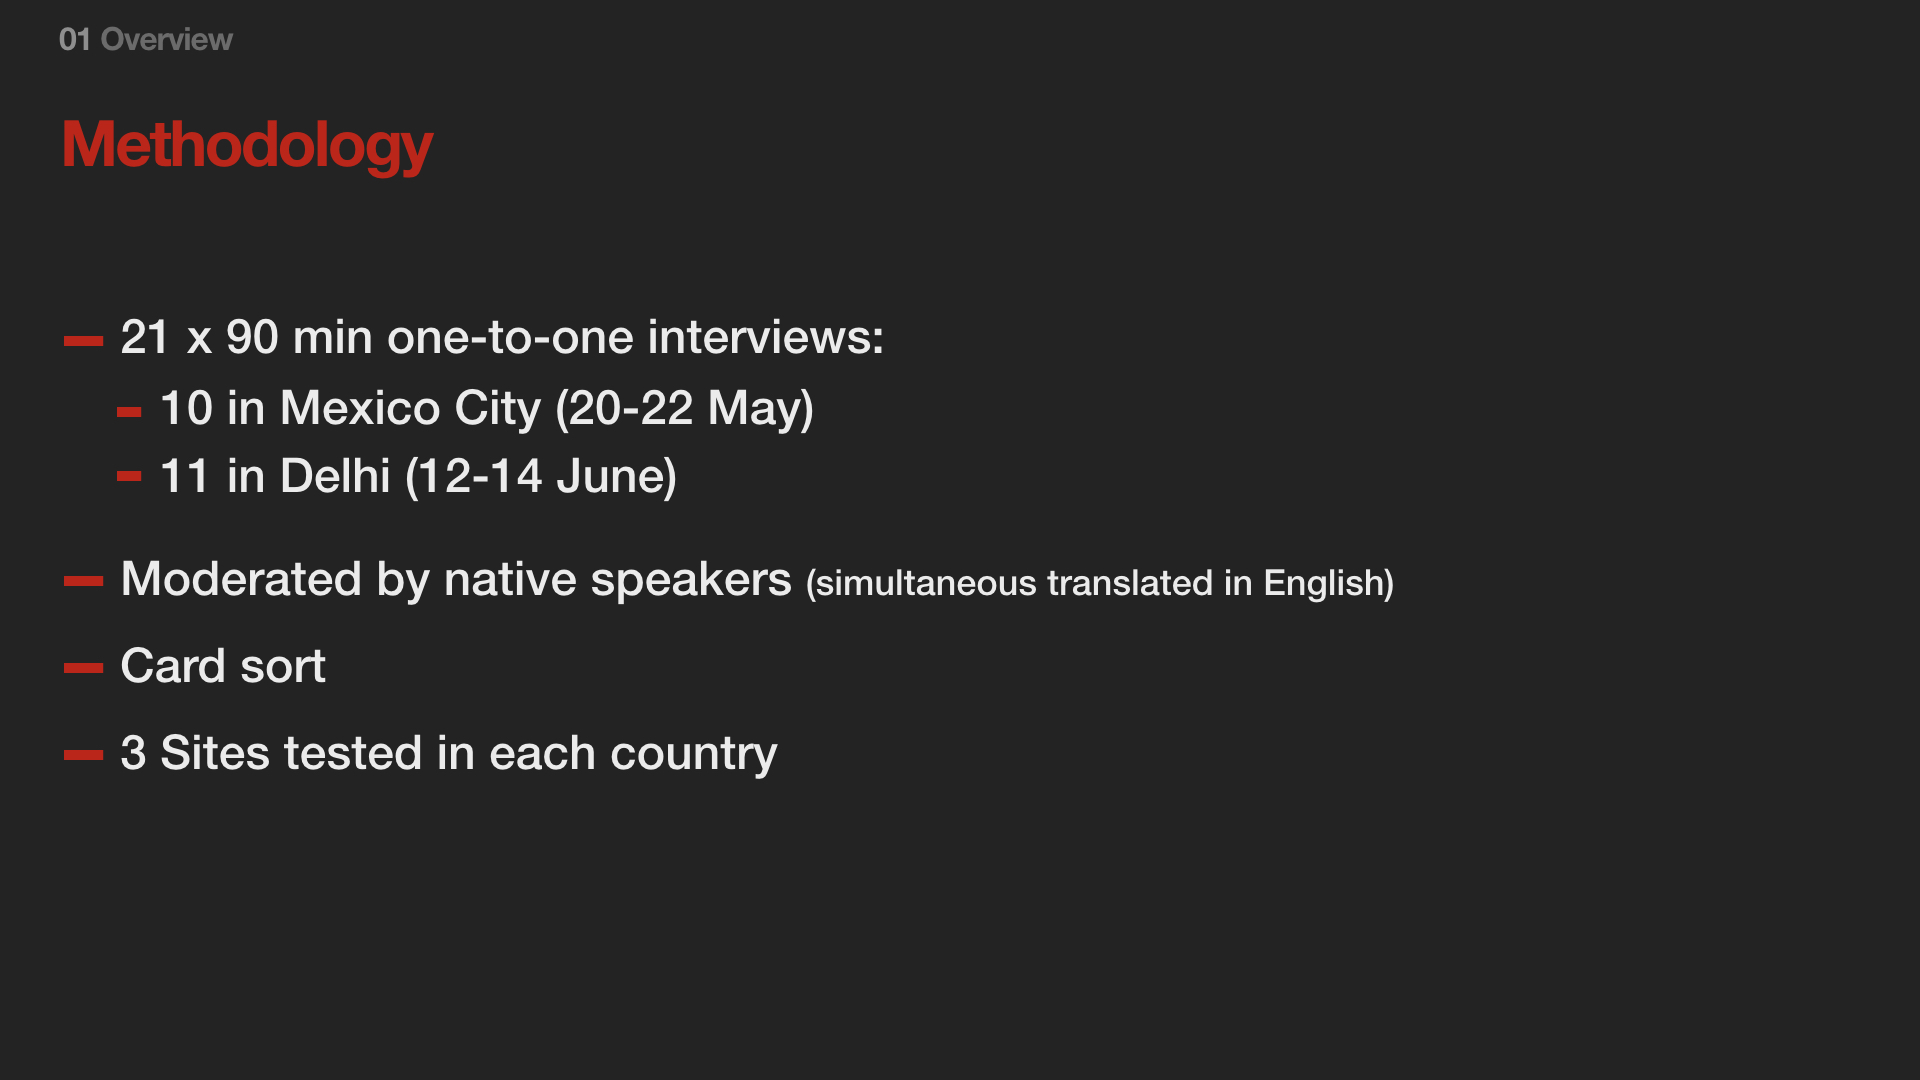 01 Overview
Methodology
21 x 90 min one-to-one interviews:
10 in Mexico City (20-22 May)
11 in Delhi (12-14 June)
Moderated by native speakers (simultaneous translated in English)
Card sort
3 Sites tested in each country